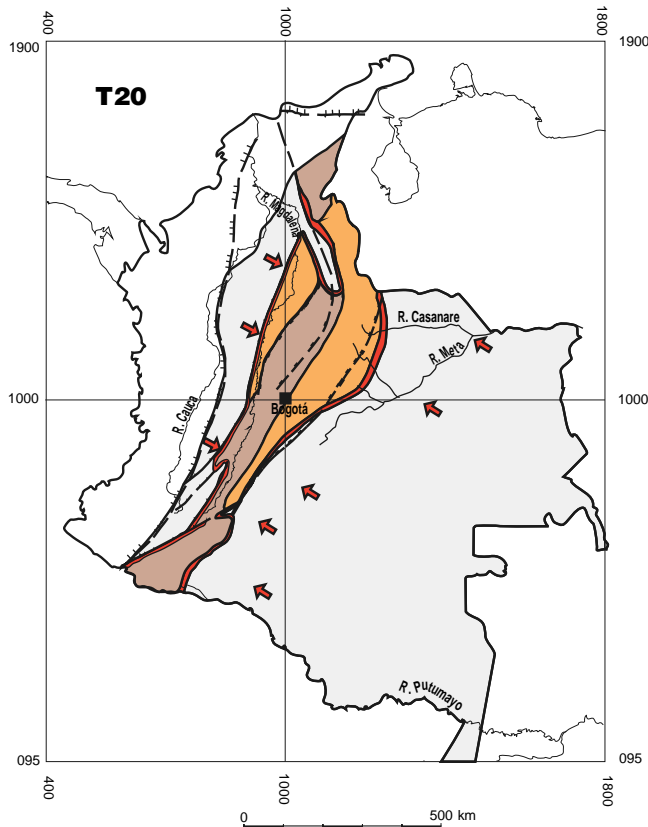 400
1000
1800
1900
1900
T20
R. Magdalena
R. Casanare
R. Meta
1000
1000
Bogotá
R. Cauca
R. Putumayo
095
095
400
1000
1800
0
500 km